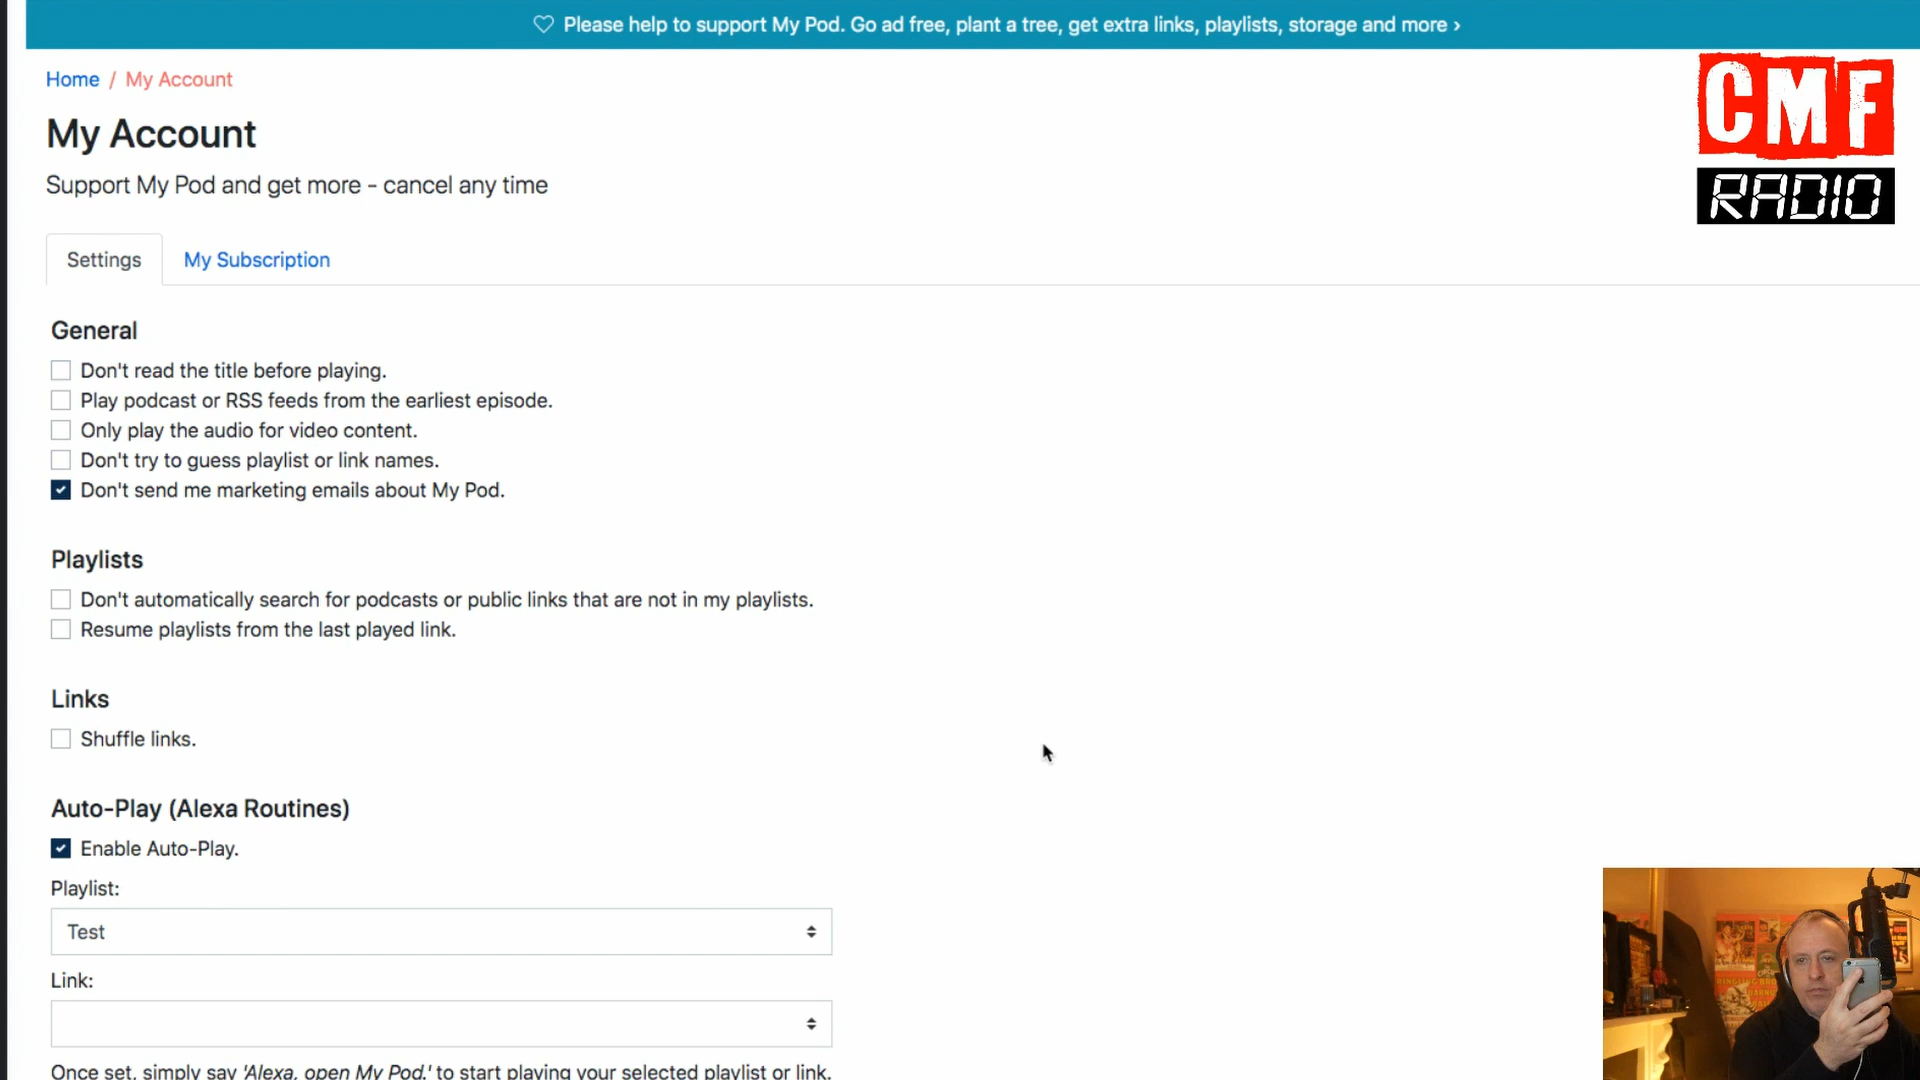 Please help to support My Pod. Go ad free, plant a tree, get extra links, playlists, storage and more ›
Home / My Account
CMF
RADIO
My Account
Support My Pod and get more - cancel any time
Settings
My Subscription
General
Don't read the title before playing.
Play podcast or RSS feeds from the earliest episode.
Only play the audio for video content.
Don't try to guess playlist or link names.
Don't send me marketing emails about My Pod.
Playlists
Don't automatically search for podcasts or public links that are not in my playlists.
Resume playlists from the last played link.
Links
Shuffle links.
Auto-Play (Alexa Routines)
Enable Auto-Play.
Playlist:
Test
Link:
Once set, simply say 'Alexa, open My Pod.' to start playing your selected playlist or link.